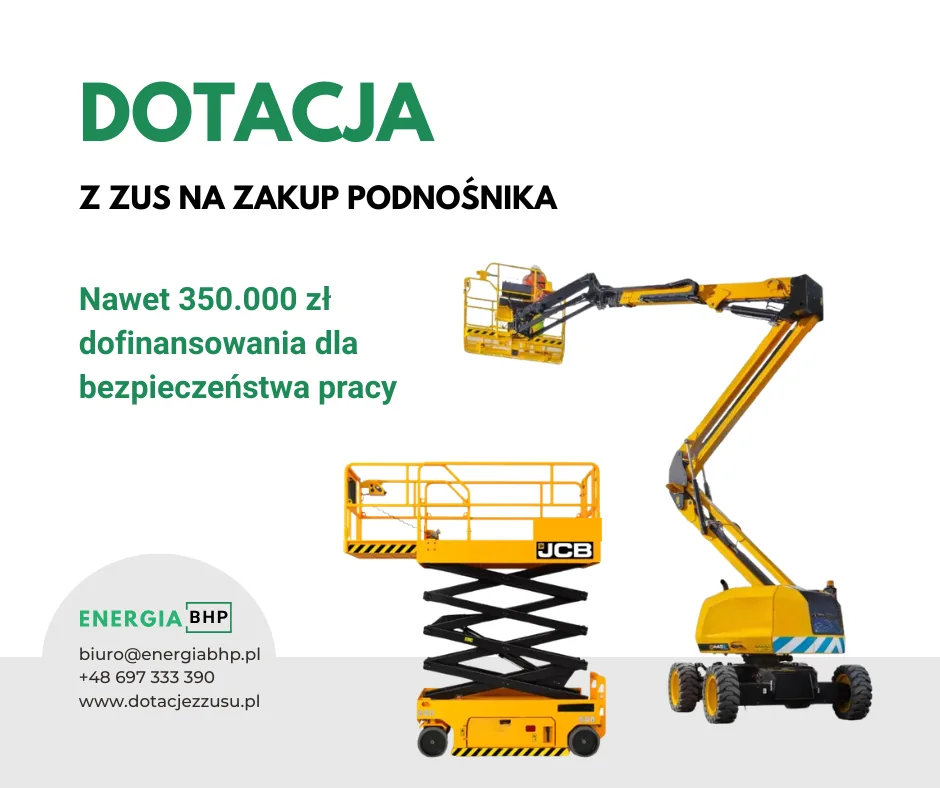 DOTACJA
Z ZUS NA ZAKUP PODNOŚNIKA
Nawet 350.000 zł
dofinansowania dla
bezpieczeństwa pracy
JCB
ENERGIA BHP
biuro@energiabhp.pl
+48 697 333 390
www.dotacjezzusu.pl